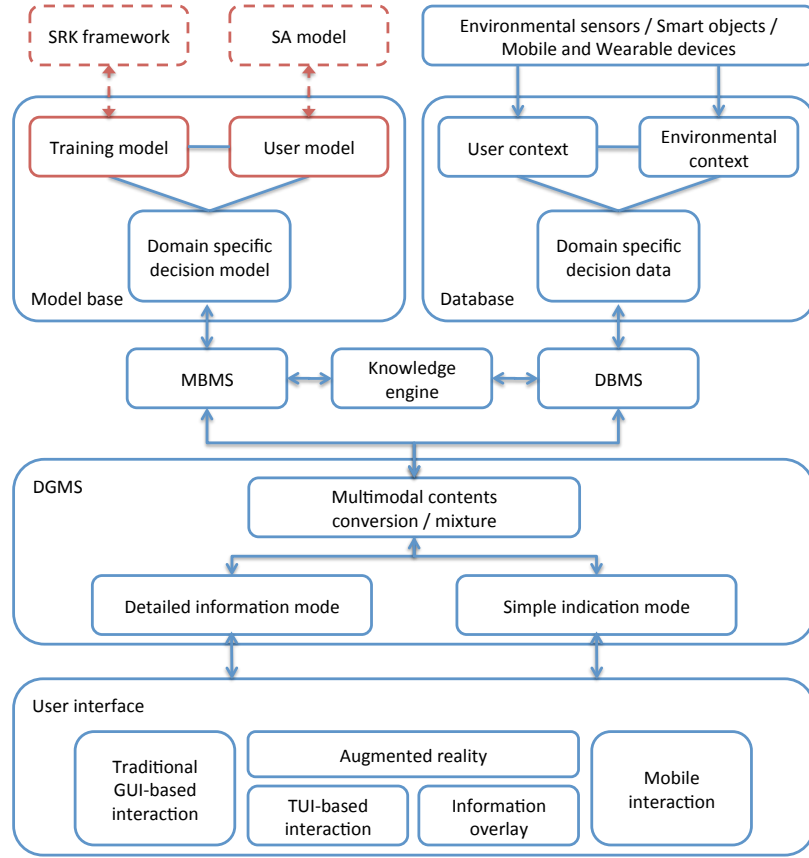 SRK framework
SA model
Environmental sensors / Smart objects /
Mobile and Wearable devices
Training model
User model
User context
Environmental
context
Domain specific
decision model
Domain specific
decision data
Model base
Database
MBMS
Knowledge
engine
DBMS
DGMS
Multimodal contents
conversion / mixture
Detailed information mode
Simple indication mode
User interface
Traditional
GUI-based
interaction
Augmented reality
TUI-based
interaction
Information
overlay
Mobile
interaction